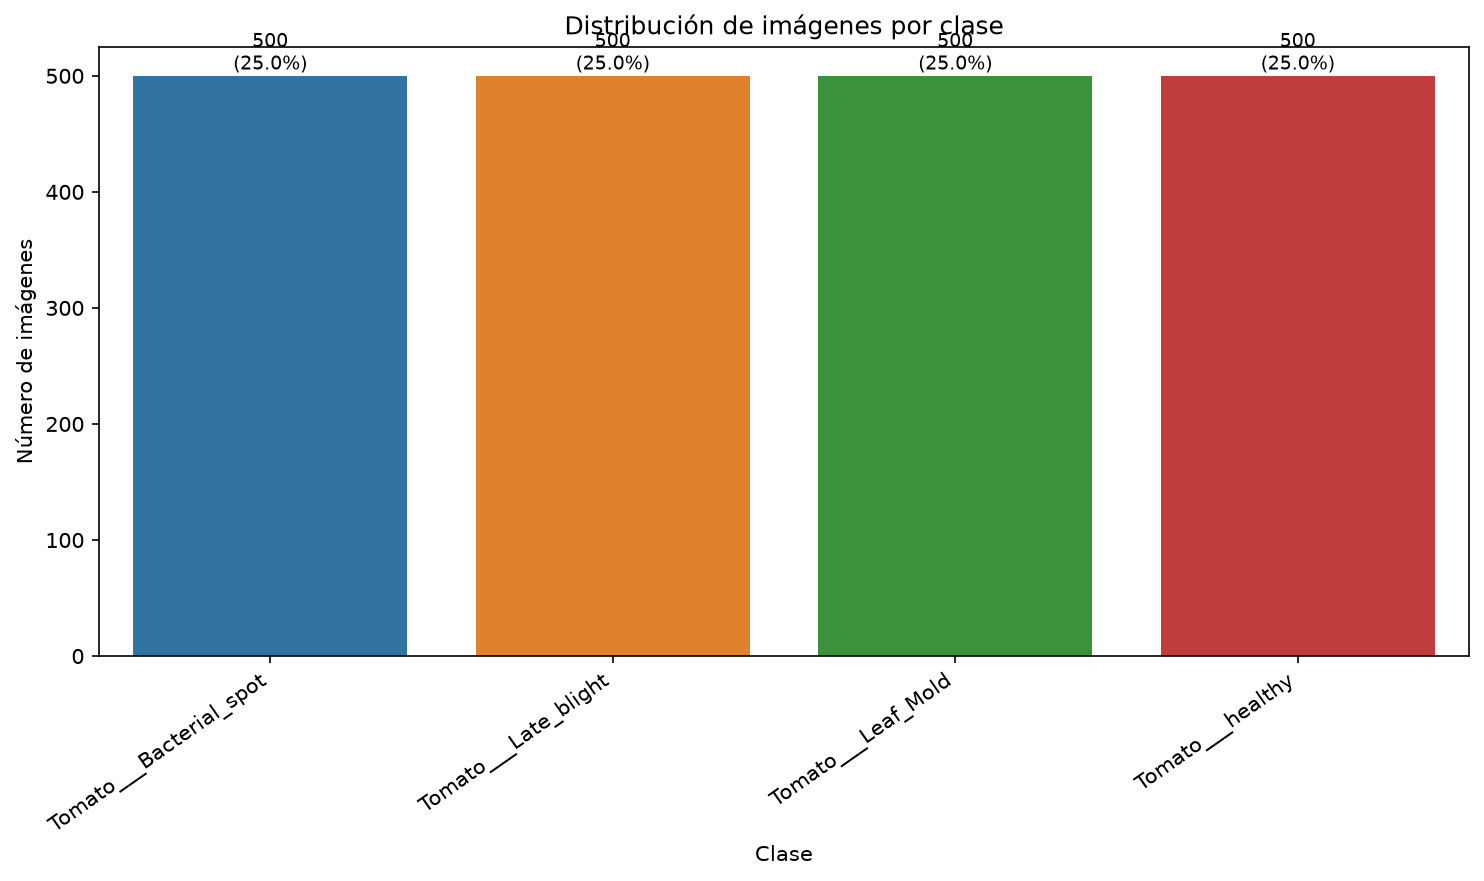 Distribución de imágenes por clase
500
(25.0%)
500
(25.0%)
500
(25.0%)
500
(25.0%)
Número de imágenes
500
400
300
200
100
0
Tomato___Bacterial_spot
Tomato___Late_blight
Tomato___Leaf_Mold
Tomato___healthy
Clase